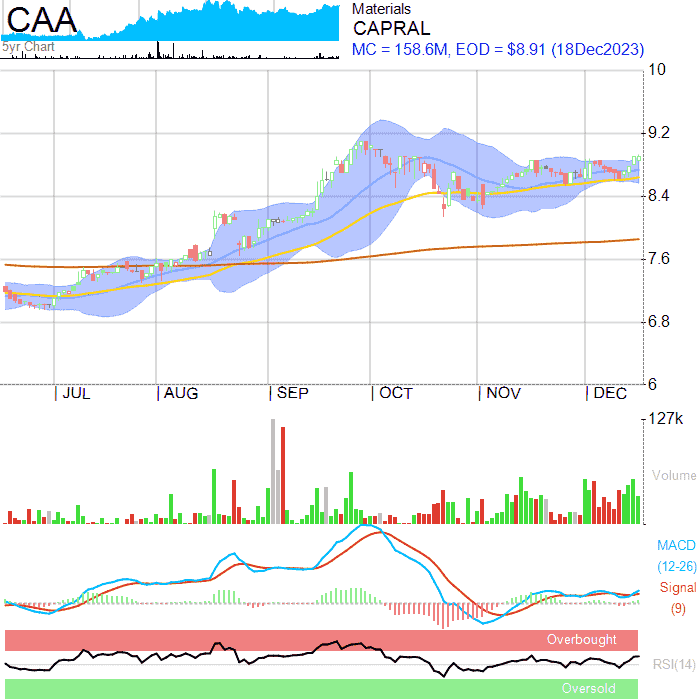 CAA
5yr Chart
Materials
CAPRAL
MC = 158.6M, EOD = $8.91 (18Dec2023)
10
9.2
8.4
7.6
6.8
6
| JUL | AUG | SEP | OCT | NOV | DEC
127k
Volume
MACD
(12-26)
Signal
(9)
Overbought
RSI(14)
Oversold